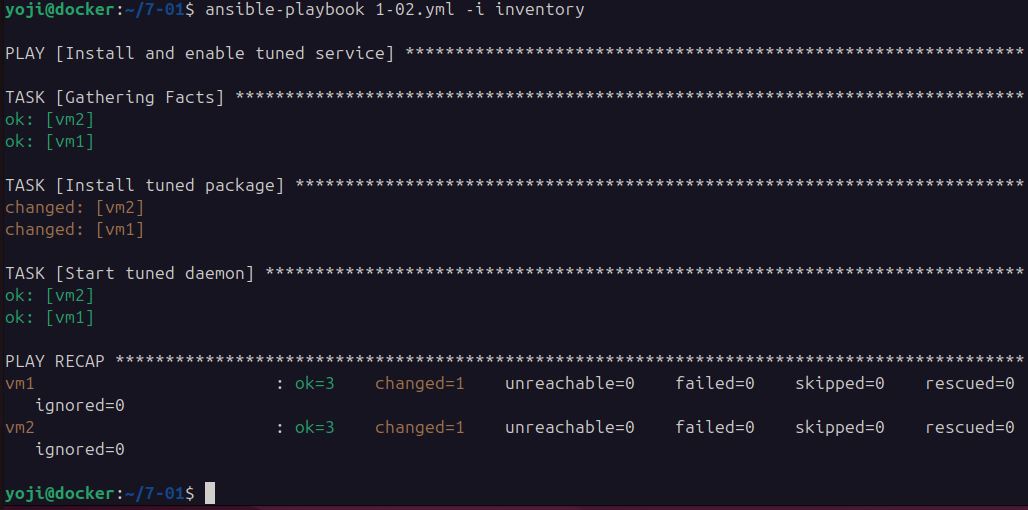 yoji@docker:~/7-01$ ansible-playbook 1-02.yml -i inventory
PLAY [Install and enable tuned service] **************************************************************
TASK [Gathering Facts] *******************************************************************************
ok: [vm2]
ok: [vm1]
TASK [Install tuned package] *************************************************************************
changed: [vm2]
changed: [vm1]
TASK [Start tuned daemon] ****************************************************************************
ok: [vm2]
ok: [vm1]
PLAY RECAP *******************************************************************************************
vm1                        : ok=3    changed=1    unreachable=0    failed=0    skipped=0    rescued=0
   ignored=0
vm2                        : ok=3    changed=1    unreachable=0    failed=0    skipped=0    rescued=0
   ignored=0
yoji@docker:~/7-01$